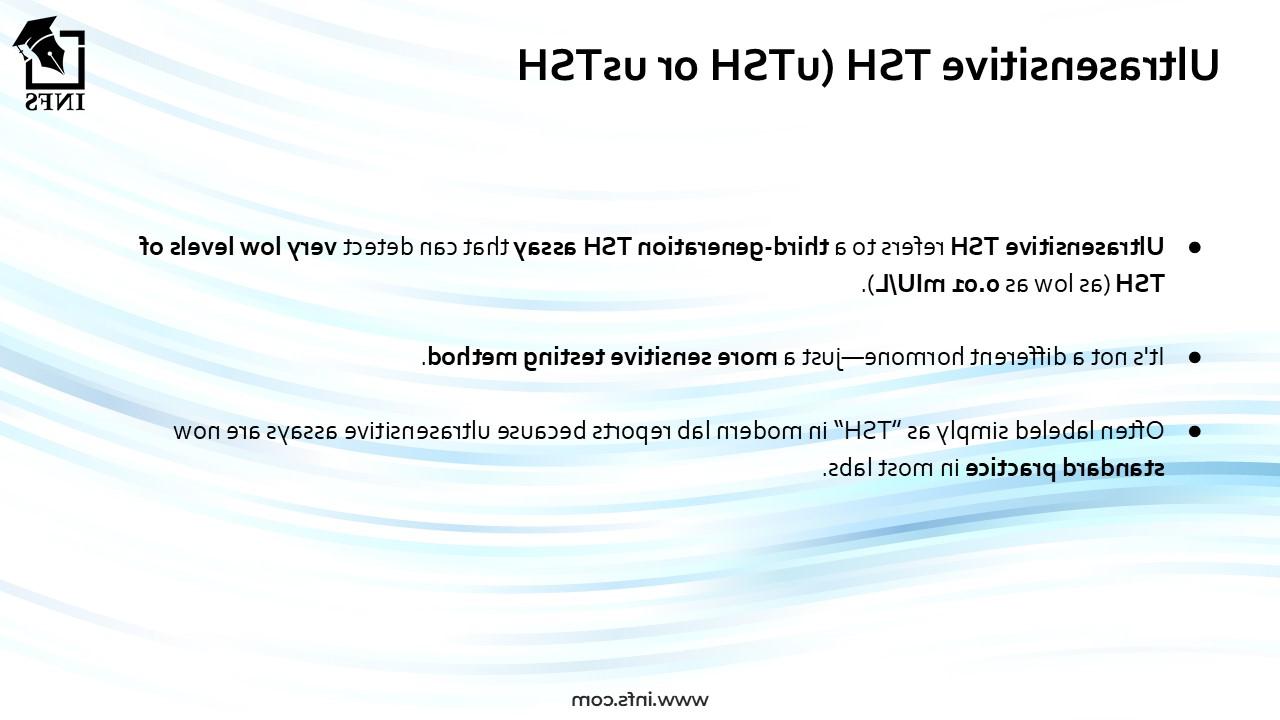 Ultrasensitive TSH (uTSH or usTSH
INFS
• Ultrasensitive TSH refers to a third-generation TSH assay that can detect very low levels of
TSH (as low as 0.01 mIU/L).
• It's not a different hormone—just a more sensitive testing method.
• Often labeled simply as “TSH” in modern lab reports because ultrasensitive assays are now
standard practice in most labs.
www.infs.com